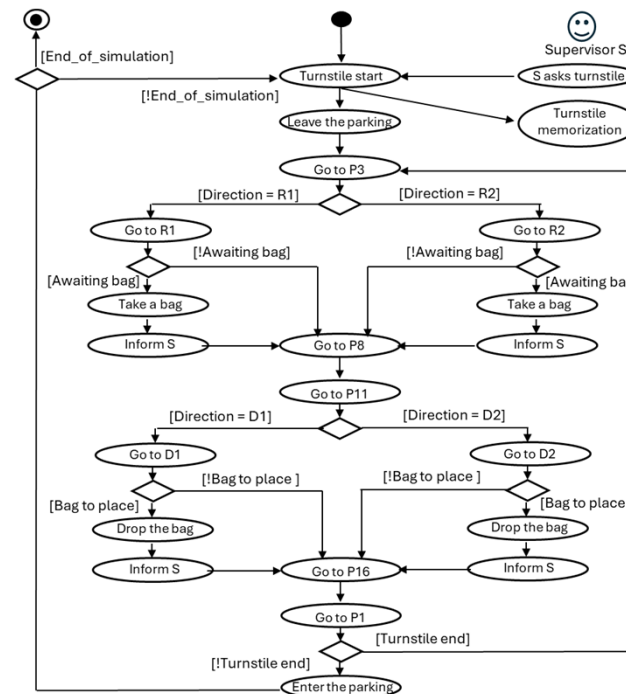 [End_of_simulation]
Supervisor S
[!End_of_simulation]
Turnstile start
S asks turnstile
Leave the parking
Turnstile
memorization
Go to P3
[Direction = R1]
[Direction = R2]
Go to R1
Go to R2
[!Awaiting bag]
[!Awaiting bag]
[Awaiting bag]
[Awaiting ba
Take a bag
Take a bag
Inform S
Go to P8
Inform S
Go to P11
[Direction = D1]
[Direction = D2]
Go to D1
Go to D2
[!Bag to place ]
[!Bag to place ]
[Bag to place]
[Bag to place
Drop the bag
Drop the bag
Inform S
Go to P16
Inform S
Go to P1
[Turnstile end]
[!Turnstile end]
Enter the parking